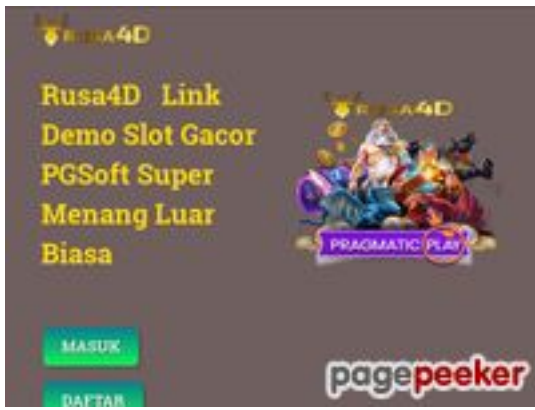 RUSA4D
Rusa4D Link
Demo Slot Gacor
PGSoft Super
Menang Luar
Biasa
RUSA4D
PRAGMATIC PLAY
MASUK
DAFTAR
pagepeeker